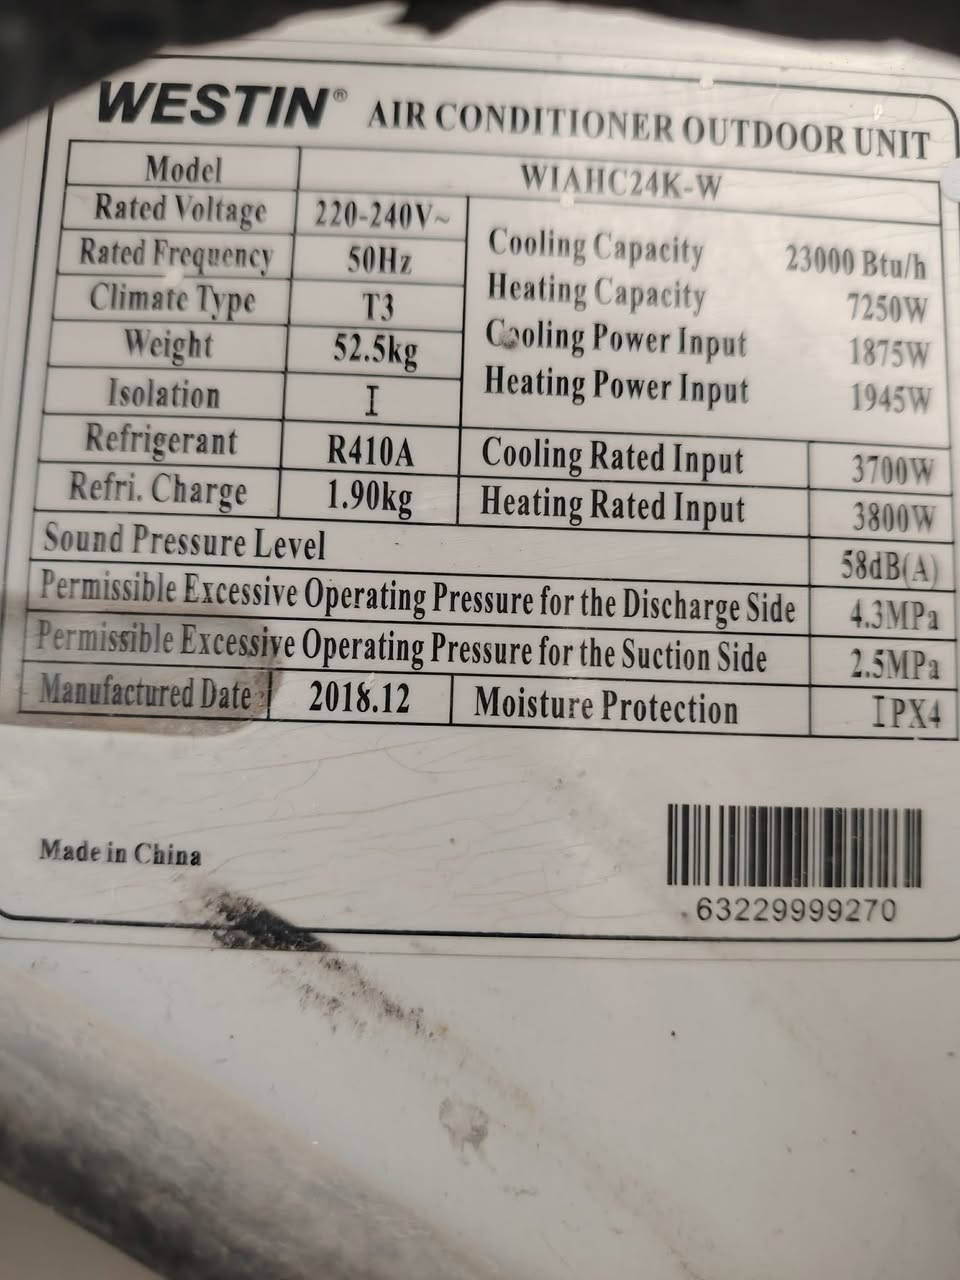 WESTIN® AIR CONDITIONER OUTDOOR UNIT
Model WIAHC24K-W
Rated Voltage 220-240V~
Rated Frequency 50Hz
Climate Type T3
Weight 52.5kg
Isolation I
Refrigerant R410A
Refri. Charge 1.90kg
Cooling Capacity 23000 Btu/h
Heating Capacity 7250W
Cooling Power Input 1875W
Heating Power Input 1945W
Cooling Rated Input 3700W
Heating Rated Input 3800W
Sound Pressure Level 58dB(A)
Permissible Excessive Operating Pressure for the Discharge Side 4.3MPa
Permissible Excessive Operating Pressure for the Suction Side 2.5MPa
Manufactured Date 2018.12 Moisture Protection IPX4
Made in China
63229999270